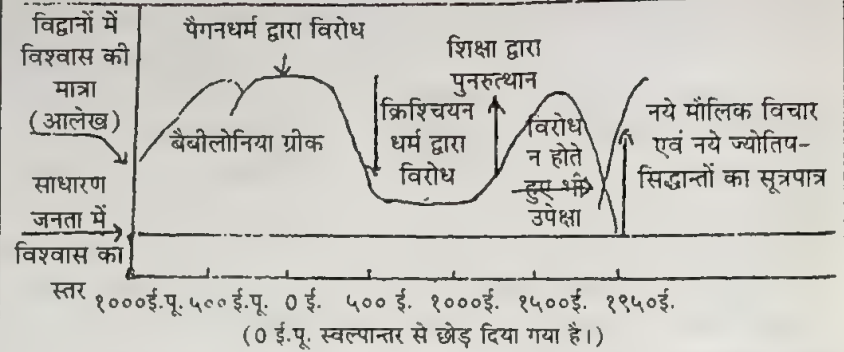 विद्वानों में
विश्वास की
मात्रा
(आलेख)
साधारण
जनता में
विश्वास का
स्तर
पैगनधर्म द्वारा विरोध
बैबीलोनिया ग्रीक
क्रिश्चियन
धर्म द्वारा
विरोध
शिक्षा द्वारा
पुनरुत्थान
विरोध
न होते
हुए भी
उपेक्षा
नये मौलिक विचार
एवं नये ज्योतिष-
सिद्धान्तों का सूत्रपात्र
१०००ई.पू. ५०० ई.पू. 0 ई. ५०० ई. १०००ई. १५००ई. १९५०ई.
(0 ई.पू. स्वल्पान्तर से छोड़ दिया गया है।)